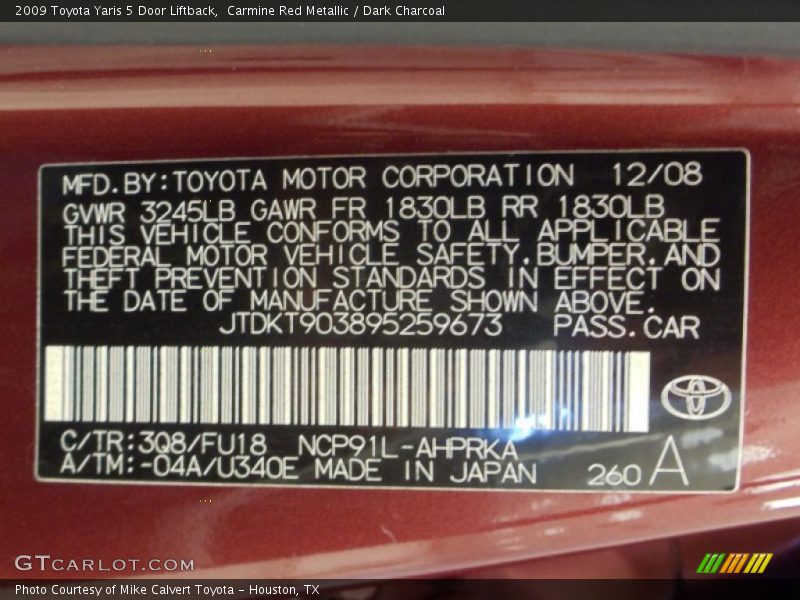 2009 Toyota Yaris 5 Door Liftback,  Carmine Red Metallic / Dark Charcoal
MFD.BY:TOYOTA MOTOR CORPORATION 12/08
GVWR 3245LB GAWR FR 1830LB RR 1830LB
THIS VEHICLE CONFORMS TO ALL APPLICABLE
FEDERAL MOTOR VEHICLE SAFETY.BUMPER.AND
THEFT PREVENTION STANDARDS IN EFFECT ON
THE DATE OF MANUFACTURE SHOWN ABOVE.
JTDKT903895259673 PASS.CAR
C/TR:3Q8/FU18 NCP91L-AHPRKA
A/TM:-04A/U340E MADE IN JAPAN 260 A
GTCARLOT.COM
Photo Courtesy of Mike Calvert Toyota - Houston, TX